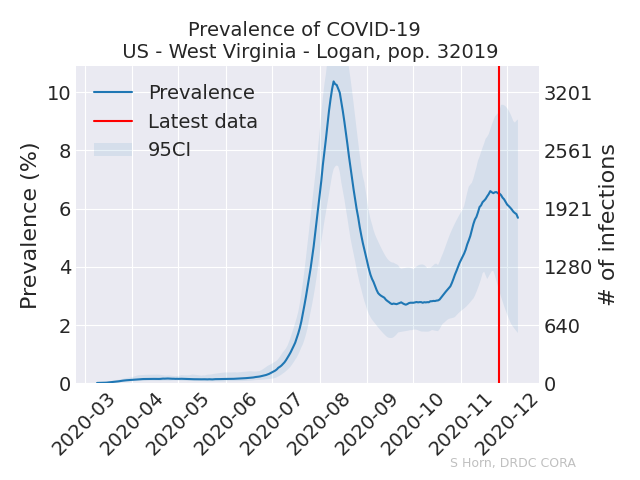 Prevalence of COVID-19
US - West Virginia - Logan, pop. 32019
Prevalence
Latest data
95CI
Prevalence (%)
10
8
6
4
2
0
3201
2561
1921
1280
640
0
# of infections
2020-03
2020-04
2020-05
2020-06
2020-07
2020-08
2020-09
2020-10
2020-11
2020-12
S Horn, DRDC CORA